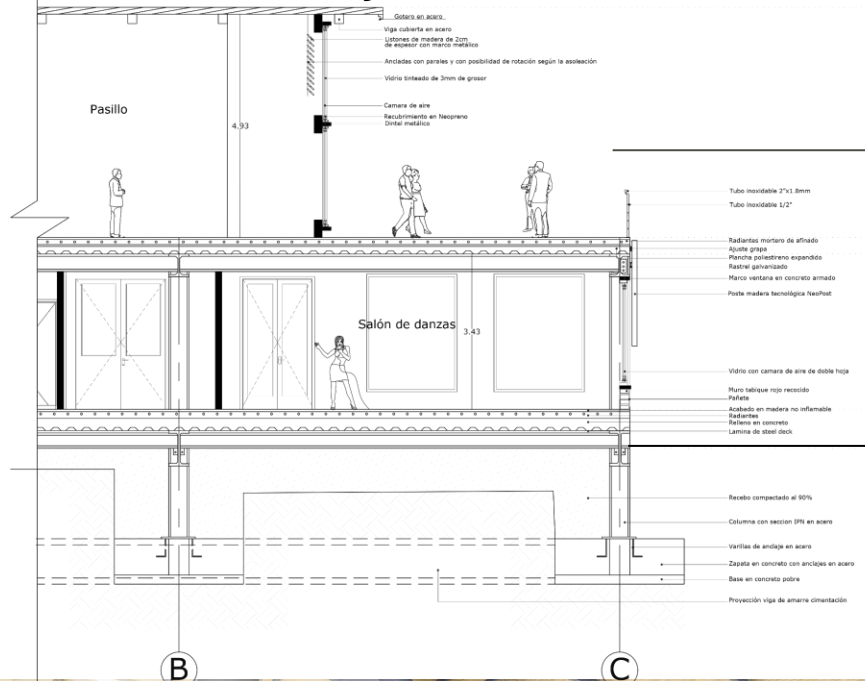 Gotero en acero
Viga cubierta en acero
Listones de madera de 2cm
de espesor con marco metálico
Ancladas con parales y con posibilidad de rotación según la asoleación
Vidrio tinteado de 3mm de grosor
Pasillo
Camara de aire
Recubrimiento en Neopreno
Dintel metálico
4.93
Tubo inoxidable 2"x1.8mm
Tubo inoxidable 1/2"
Radiantes mortero de afinado
Ajuste grapa
Plancha poliestireno expandido
Rastrel galvanizado
Marco ventana en concreto armado
Poste madera tecnológica NeoPost
Salón de danzas
3.43
Vidrio con camara de aire de doble hoja
Muro tabique rojo recocido
Pañete
Acabado en madera no inflamable
Radiantes
Relleno en concreto
Lamina de steel deck
Recebo compactado al 90%
Columna con seccion IPN en acero
Varillas de anclaje en acero
Zapata en concreto con anclajes en acero
Base en concreto pobre
Proyección viga de amarre cimentación
B
C